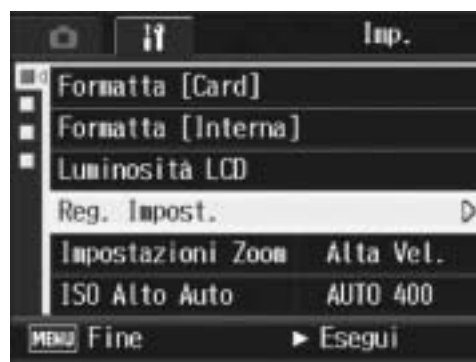 Imp.
Formatta [Card]
Formatta [Interna]
Luminosità LCD
Reg. Impost.
Impostazioni Zoom Alta Vel.
ISO Alto Auto AUTO 400
MENU Fine ► Esegui